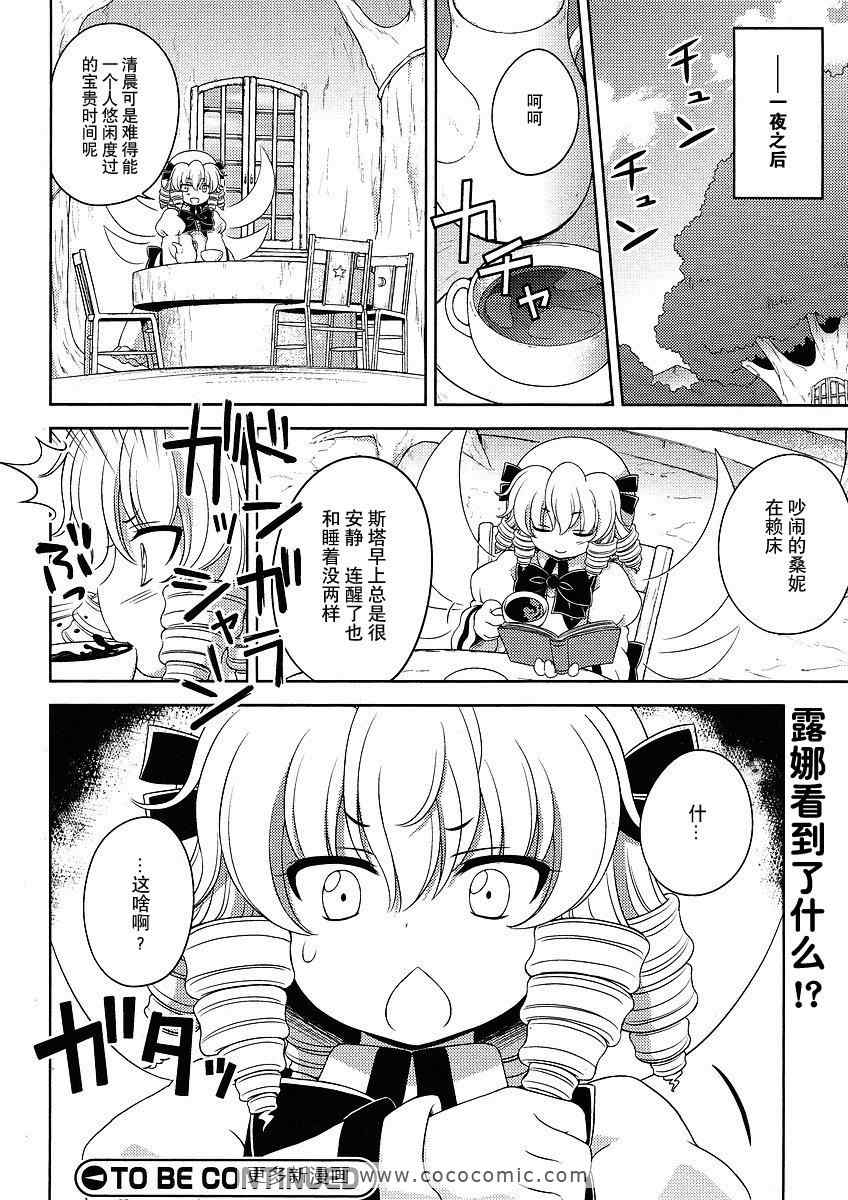 一夜之后
チュン
チュン
呵呵
チャ
チャ
清晨可是难得能
一个人悠闲度过
的宝贵时间呢
吵闹的桑妮
在赖床
斯塔早上总是很
安静 连醒了也
和睡着没两样
ガドン
ガラガラ
シャーン
ぶっ
什…
…这啥啊？
ガタッ
露娜看到了什么!?
TO BE CONTINUED
更多新漫画
www.cococomic.com